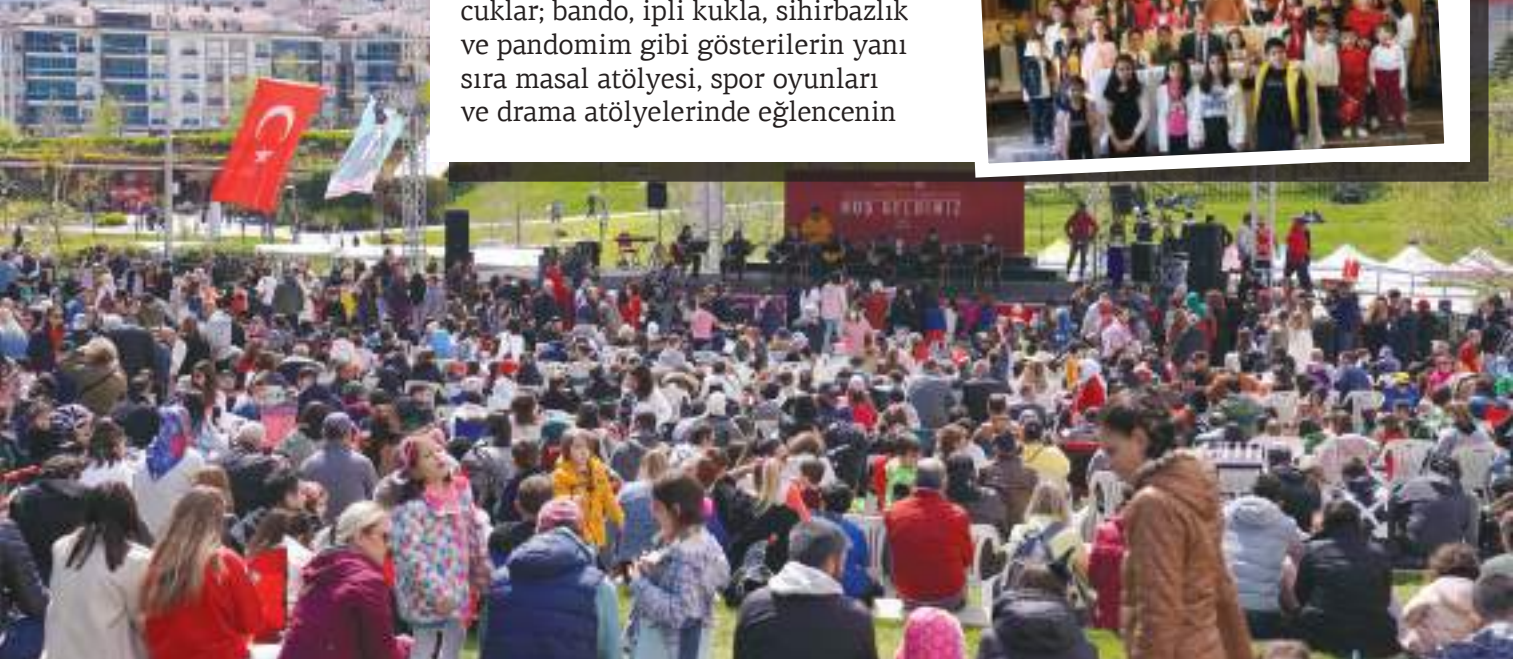 cuklar; bando, ipli kukla, sihirbazlık
ve pandomim gibi gösterilerin yanı
sıra masal atölyesi, spor oyunları
ve drama atölyelerinde eğlencenin
HOŞ GELDİNİZ